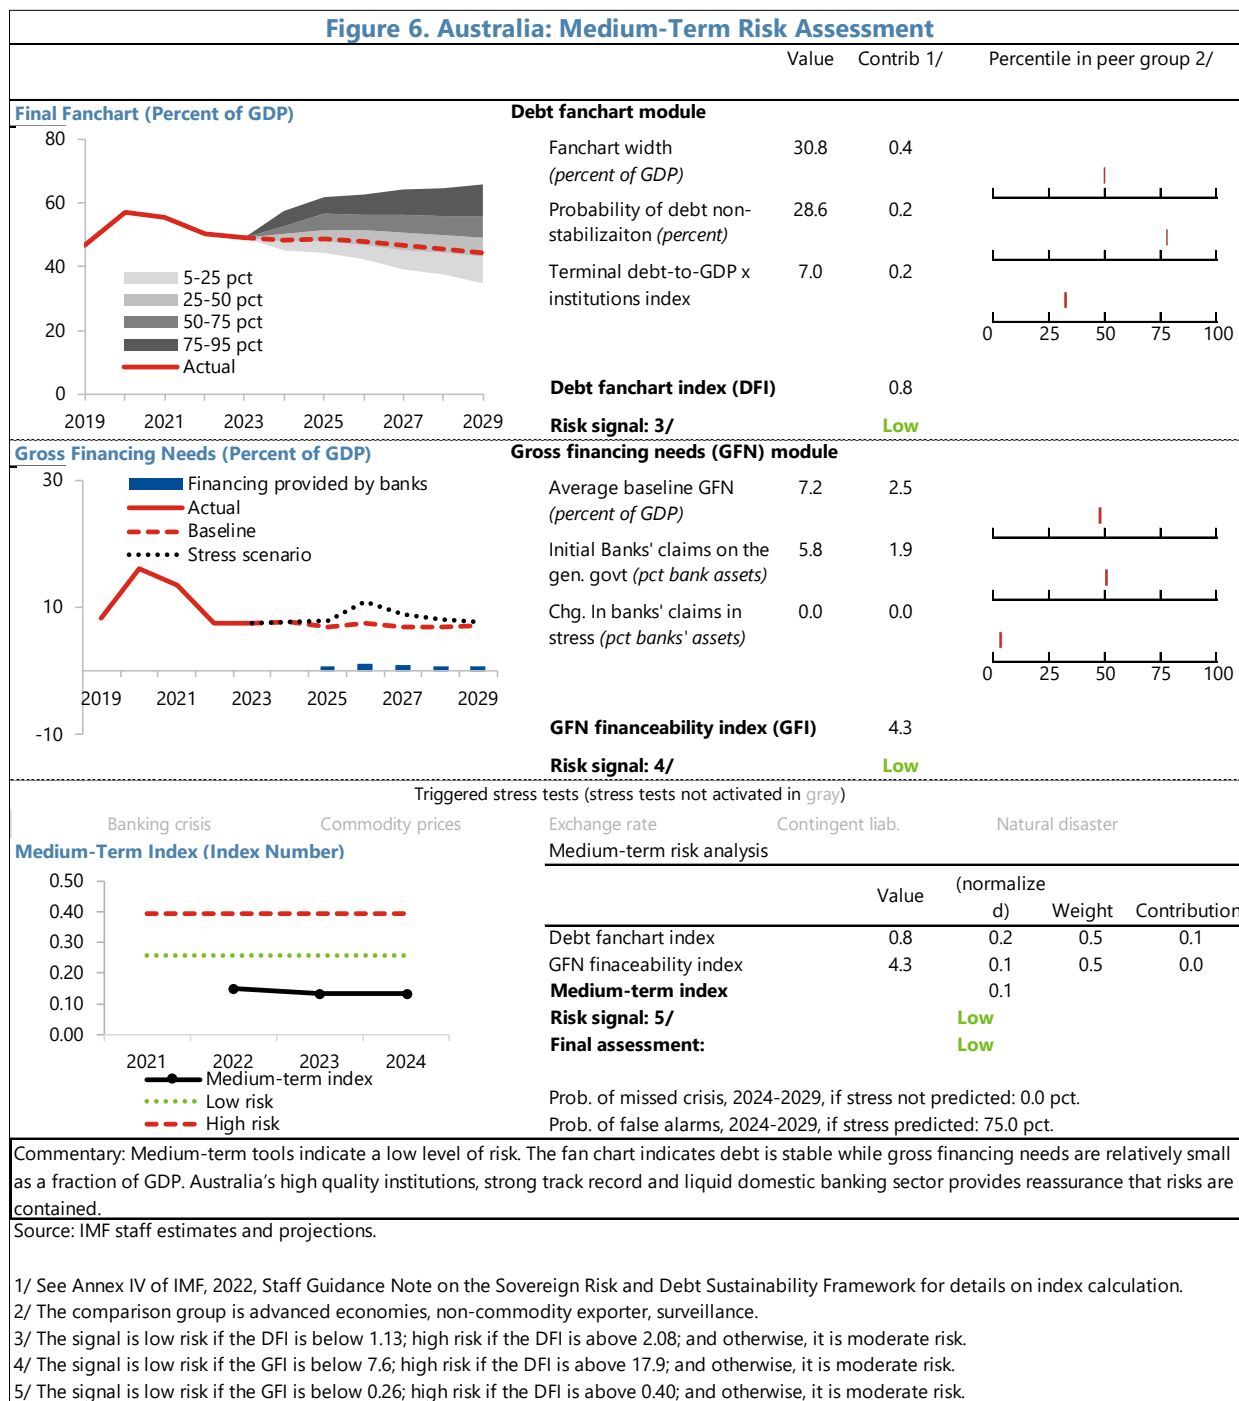 Figure 6. Australia: Medium-Term Risk Assessment
Value Contrib 1/ Percentile in peer group 2/
Final Fanchart (Percent of GDP)
80
60
40
20
0
5-25 pct
25-50 pct
50-75 pct
75-95 pct
Actual
2019 2021 2023 2025 2027 2029
Debt fanchart module
Fanchart width 30.8 0.4
(percent of GDP)
Probability of debt non- 28.6 0.2
stabilizaiton (percent)
Terminal debt-to-GDP x 7.0 0.2
institutions index
0 25 50 75 100
Debt fanchart index (DFI) 0.8
Risk signal: 3/ Low
Gross Financing Needs (Percent of GDP)
30
10
-10
Financing provided by banks
Actual
Baseline
Stress scenario
2019 2021 2023 2025 2027 2029
Gross financing needs (GFN) module
Average baseline GFN 7.2 2.5
(percent of GDP)
Initial Banks' claims on the 5.8 1.9
gen. govt (pct bank assets)
Chg. In banks' claims in 0.0 0.0
stress (pct banks' assets)
0 25 50 75 100
GFN financeability index (GFI) 4.3
Risk signal: 4/ Low
Triggered stress tests (stress tests not activated in gray)
Banking crisis Commodity prices Exchange rate Contingent liab. Natural disaster
Medium-Term Index (Index Number)
0.50
0.40
0.30
0.20
0.10
0.00
2021 2022 2023 2024
Medium-term index
Low risk
High risk
Medium-term risk analysis
Value (normalize
d) Weight Contribution
Debt fanchart index 0.8 0.2 0.5 0.1
GFN finaceability index 4.3 0.1 0.5 0.0
Medium-term index 0.1
Risk signal: 5/ Low
Final assessment: Low
Prob. of missed crisis, 2024-2029, if stress not predicted: 0.0 pct.
Prob. of false alarms, 2024-2029, if stress predicted: 75.0 pct.
Commentary: Medium-term tools indicate a low level of risk. The fan chart indicates debt is stable while gross financing needs are relatively small
as a fraction of GDP. Australia’s high quality institutions, strong track record and liquid domestic banking sector provides reassurance that risks are
contained.
Source: IMF staff estimates and projections.
1/ See Annex IV of IMF, 2022, Staff Guidance Note on the Sovereign Risk and Debt Sustainability Framework for details on index calculation.
2/ The comparison group is advanced economies, non-commodity exporter, surveillance.
3/ The signal is low risk if the DFI is below 1.13; high risk if the DFI is above 2.08; and otherwise, it is moderate risk.
4/ The signal is low risk if the GFI is below 7.6; high risk if the DFI is above 17.9; and otherwise, it is moderate risk.
5/ The signal is low risk if the GFI is below 0.26; high risk if the DFI is above 0.40; and otherwise, it is moderate risk.